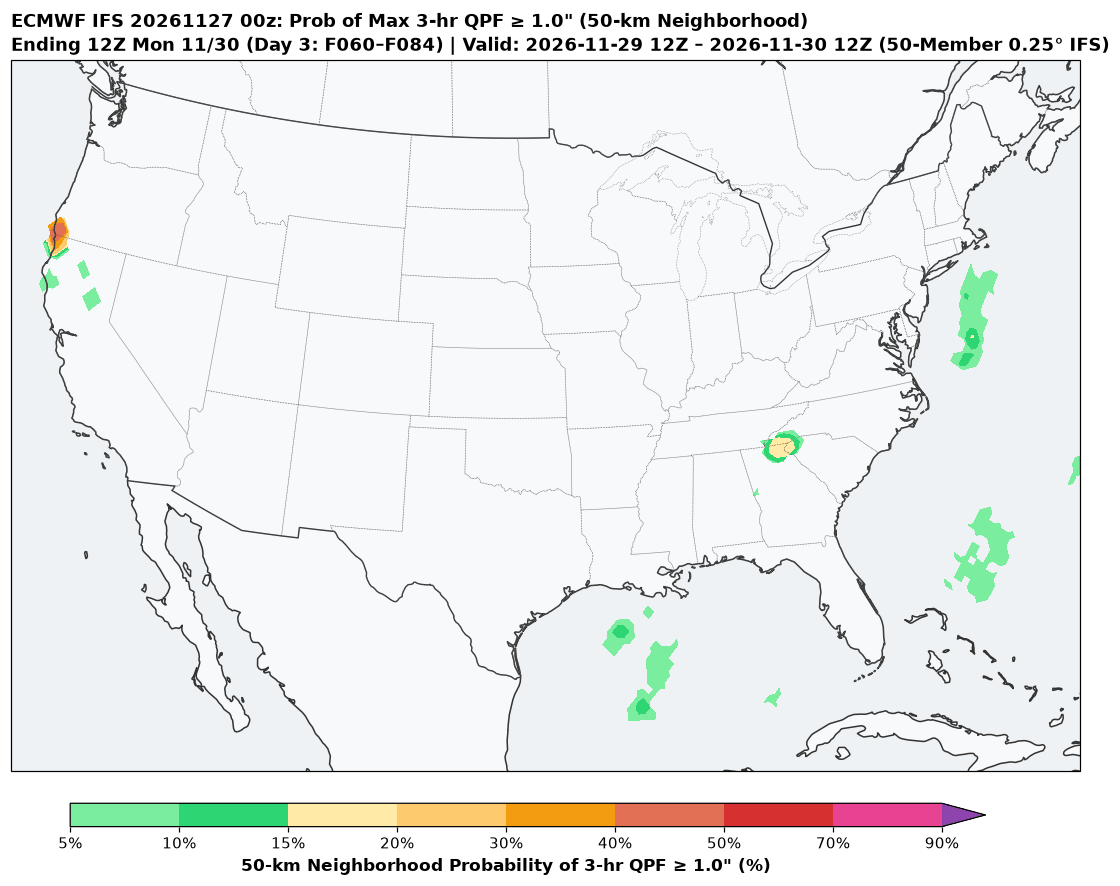 ECMWF IFS 20261127 00z: Prob of Max 3-hr QPF ≥ 1.0" (50-km Neighborhood)
Ending 12Z Mon 11/30 (Day 3: F060–F084) | Valid: 2026-11-29 12Z – 2026-11-30 12Z (50-Member 0.25° IFS)
5% 10% 15% 20% 30% 40% 50% 70% 90%
50-km Neighborhood Probability of 3-hr QPF ≥ 1.0" (%)